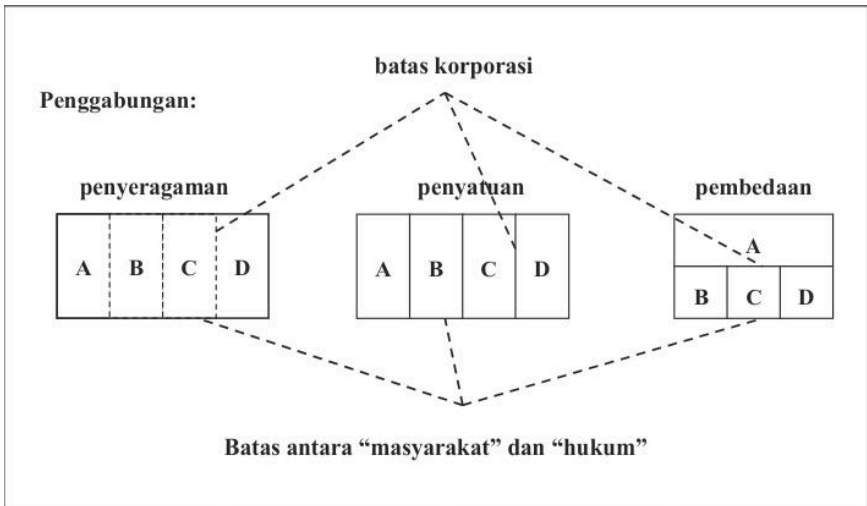 batas korporasi
Penggabungan:
penyeragaman
penyatuan
pembedaan
A B C D
A B C D
A
B C D
Batas antara “masyarakat” dan “hukum”